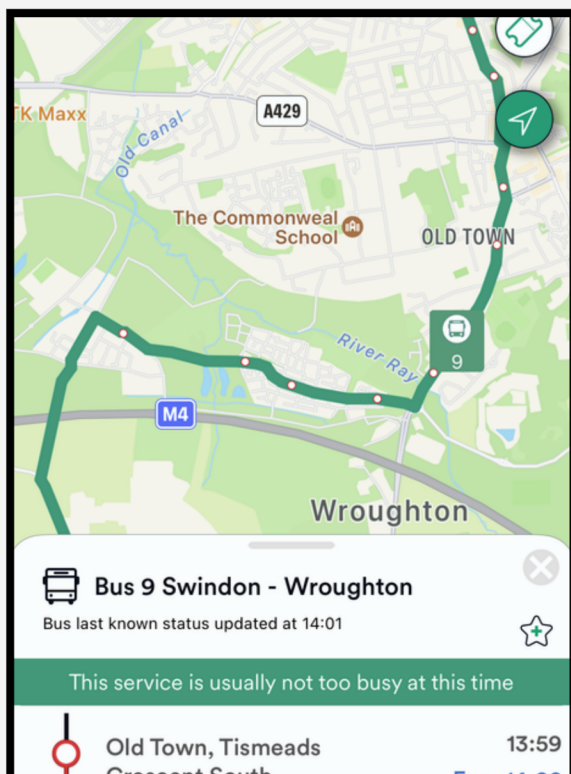 TK Maxx
Old Canal
A429
The Commonweal
School
OLD TOWN
9
River Ray
M4
Wroughton
Bus 9 Swindon - Wroughton
Bus last known status updated at 14:01
This service is usually not too busy at this time
Old Town, Tismeads 13:59
Crescent South